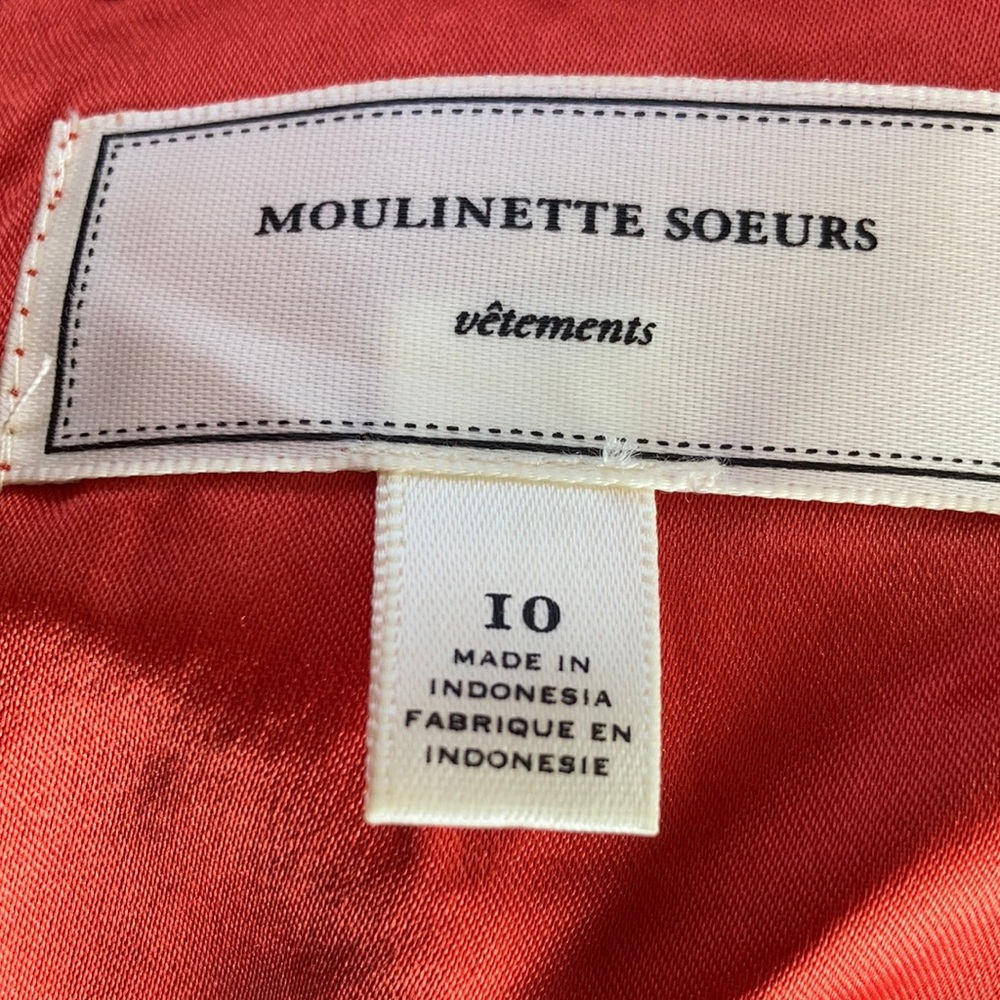 MOULINETTE SOEURS
vêtements
10
MADE IN
INDONESIA
FABRIQUE EN
INDONESIE